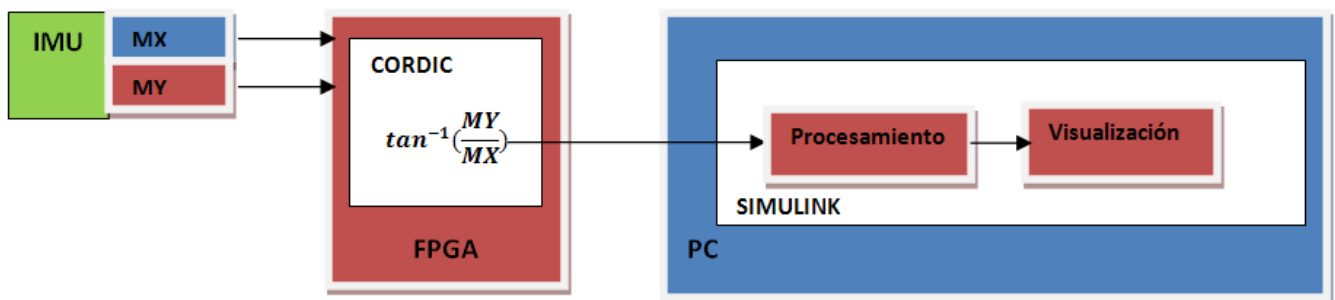 IMU
MX
MY
CORDIC
tan⁻¹(MY/MX)
FPGA
Procesamiento
Visualización
SIMULINK
PC